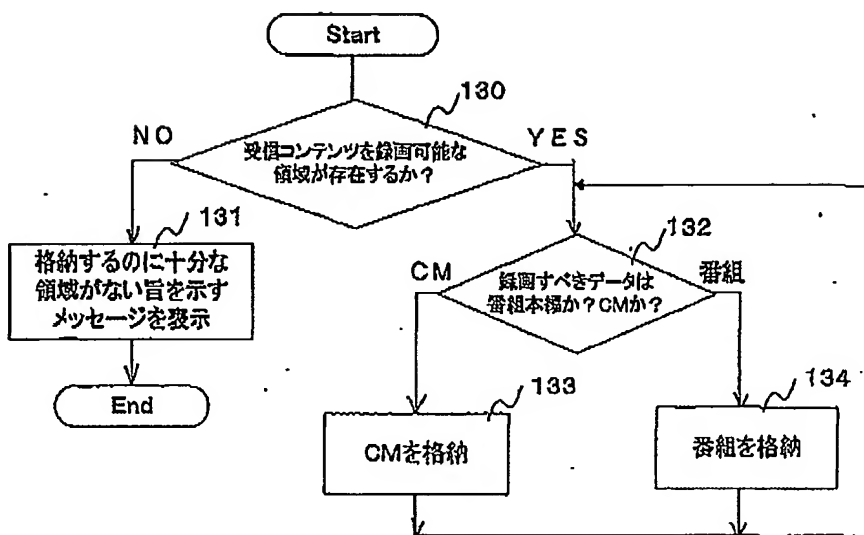 Start
130
NO
YES
受信コンテンツを録画可能な
領域が存在するか？
131
132
格納するのに十分な
領域がない旨を示す
メッセージを表示
CM
番組
録画すべきデータは
番組本編か？CMか？
End
133
134
CMを格納
番組を格納